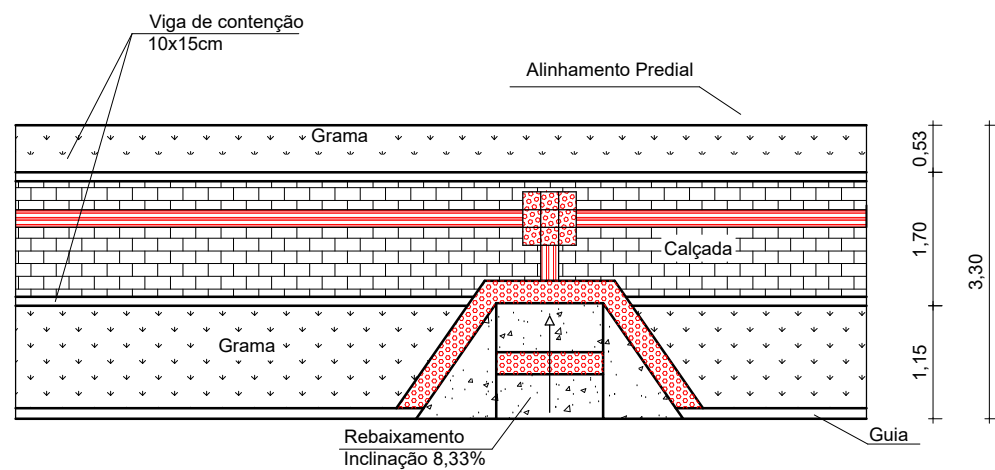 Viga de contenção
10x15cm
Alinhamento Predial
Grama
0,53
Calçada
1,70
3,30
Grama
1,15
Rebaixamento
Inclinação 8,33%
Guia